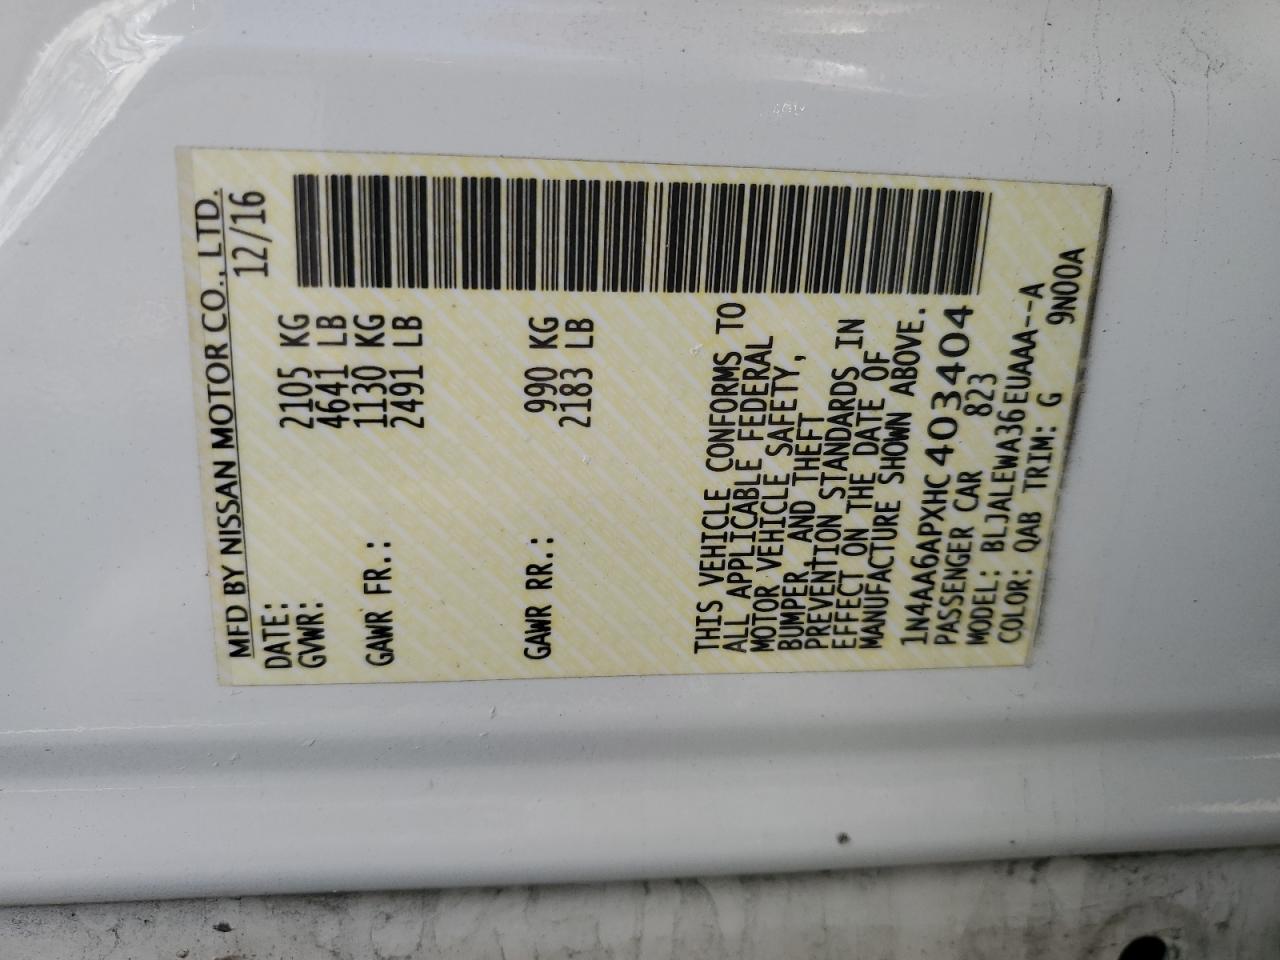 MFD BY NISSAN MOTOR CO., LTD.
DATE: 12/16
GVWR: 2105 KG
4641 LB
GAWR FR.: 1130 KG
2491 LB
GAWR RR.: 990 KG
2183 LB
THIS VEHICLE CONFORMS TO
ALL APPLICABLE FEDERAL
MOTOR VEHICLE SAFETY,
BUMPER, AND THEFT
PREVENTION STANDARDS IN
EFFECT ON THE DATE OF
MANUFACTURE SHOWN ABOVE.
1N4AA6APXHC403404
PASSENGER CAR 823
MODEL: BLJALEWA36EUAAA--A
COLOR: QAB TRIM: G 9N00A